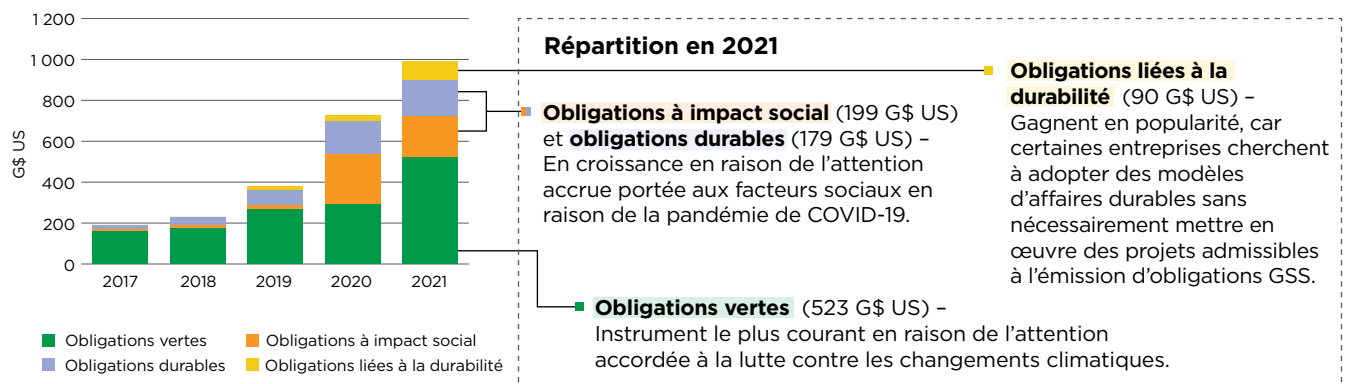 G$ US
1 200
1 000
800
600
400
200
0
2017 2018 2019 2020 2021
Obligations vertes
Obligations à impact social
Obligations durables
Obligations liées à la durabilité
Répartition en 2021
Obligations à impact social (199 G$ US)
et obligations durables (179 G$ US) –
En croissance en raison de l’attention
accrue portée aux facteurs sociaux en
raison de la pandémie de COVID-19.
Obligations liées à la
durabilité (90 G$ US) –
Gagnent en popularité, car
certaines entreprises cherchent
à adopter des modèles
d’affaires durables sans
nécessairement mettre en
œuvre des projets admissibles
à l’émission d’obligations GSS.
Obligations vertes (523 G$ US) –
Instrument le plus courant en raison de l’attention
accordée à la lutte contre les changements climatiques.